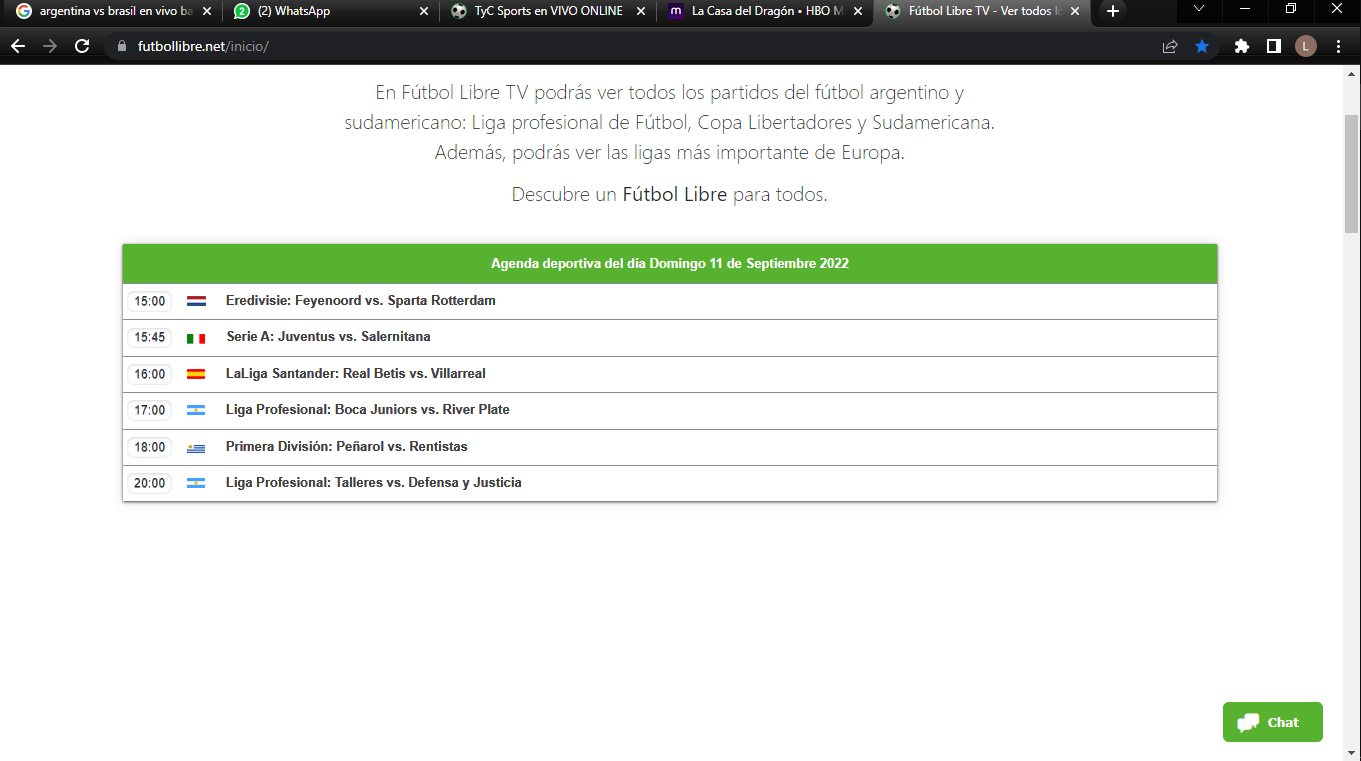 argentina vs brasil en vivo ba
(2) WhatsApp
TyC Sports en VIVO ONLINE
La Casa del Dragón • HBO M
Fútbol Libre TV - Ver todos lo
futbollibre.net/inicio/
L
En Fútbol Libre TV podrás ver todos los partidos del fútbol argentino y
sudamericano: Liga profesional de Fútbol, Copa Libertadores y Sudamericana.
Además, podrás ver las ligas más importante de Europa.
Descubre un Fútbol Libre para todos.
Agenda deportiva del día Domingo 11 de Septiembre 2022
15:00 Eredivisie: Feyenoord vs. Sparta Rotterdam
15:45 Serie A: Juventus vs. Salernitana
16:00 LaLiga Santander: Real Betis vs. Villarreal
17:00 Liga Profesional: Boca Juniors vs. River Plate
18:00 Primera División: Peñarol vs. Rentistas
20:00 Liga Profesional: Talleres vs. Defensa y Justicia
Chat